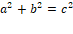 a² + b² = c²